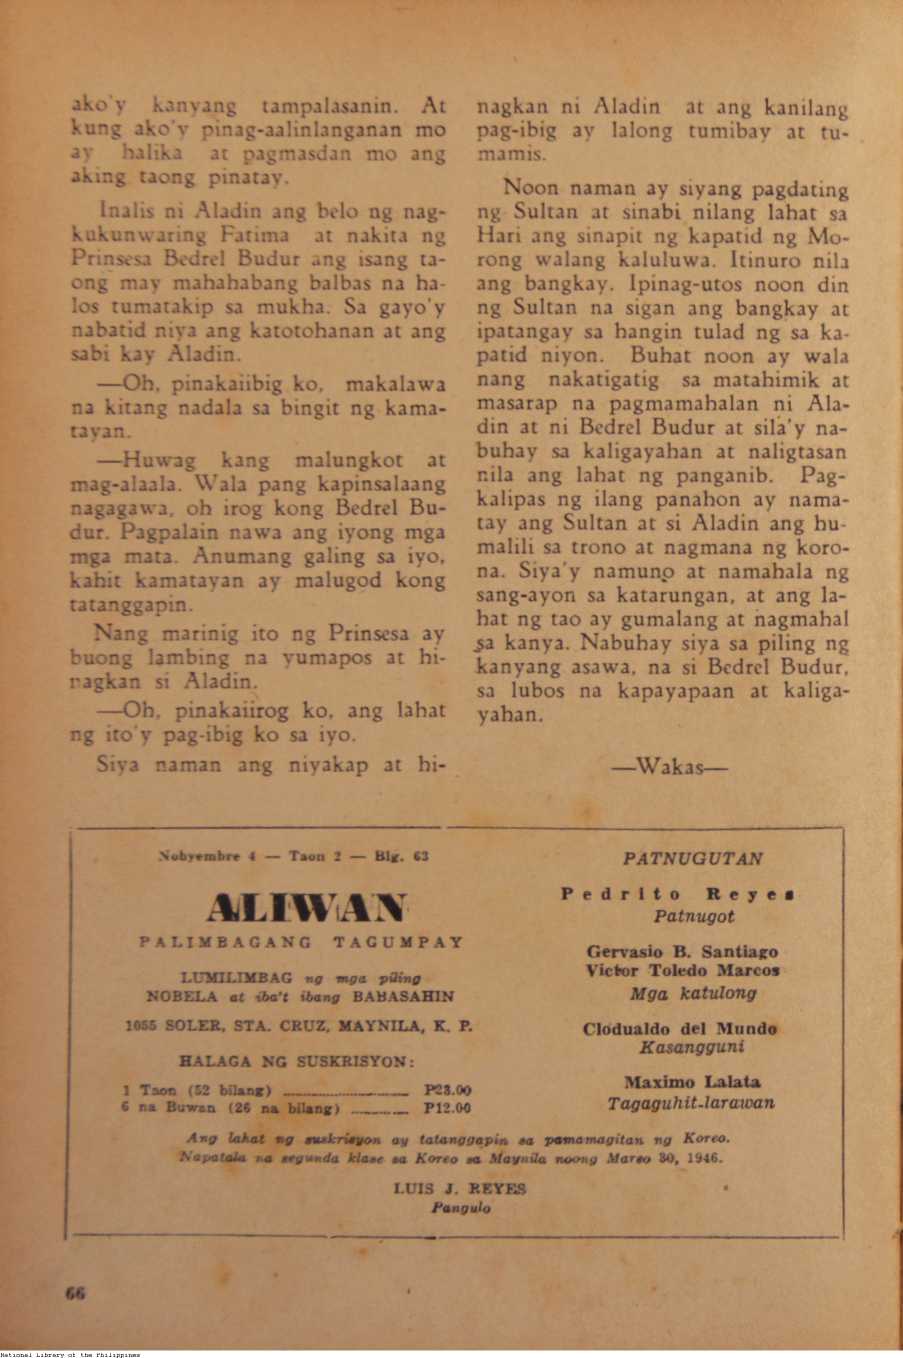 ako'y kanyang tampalasanin. At
kung ako'y pinag-aalinlanganan mo
ay halika at pagmasdan mo ang
aking taong pinatay.
Inalis ni Aladin ang belo ng nag-
kukunwaring Fatima at nakita ng
Prinsesa Bedrel Budur ang isang ta-
ong may mahahabang balbas na ha-
los tumatakip sa mukha. Sa gayo'y
nabatid niya ang katotohanan at ang
sabi kay Aladin.
—Oh, pinakaiibig ko, makalawa
na kitang nadala sa bingit ng kama-
tayan.
—Huwag kang malungkot at
mag-alaala. Wala pang kapinsalaang
nagagawa, oh irog kong Bedrel Bu-
dur. Pagpalain nawa ang iyong mga
mga mata. Anumang galing sa iyo,
kahit kamatayan ay malugod kong
tatanggapin.
Nang marinig ito ng Prinsesa ay
buong lambing na yumapos at hi-
nagkan si Aladin.
—Oh, pinakaiirog ko, ang lahat
ng ito'y pag-ibig ko sa iyo.
Siya naman ang niyakap at hi-
nagkan ni Aladin at ang kanilang
pag-ibig ay lalong tumibay at tu-
mamis.
Noon naman ay siyang pagdating
ng Sultan at sinabi nilang lahat sa
Hari ang sinapit ng kapatid ng Mo-
rong walang kaluluwa. Itinuro nila
ang bangkay. Ipinag-utos noon din
ng Sultan na sigan ang bangkay at
ipatangay sa hangin tulad ng sa ka-
patid niyon. Buhat noon ay wala
nang nakatigatig sa matahimik at
masarap na pagmamahalan ni Ala-
din at ni Bedrel Budur at sila'y na-
buhay sa kaligayahan at naligtasan
nila ang lahat ng panganib. Pag-
kalipas ng ilang panahon ay nama-
tay ang Sultan at si Aladin ang hu-
malili sa trono at nagmana ng koro-
na. Siya'y namuno at namahala ng
sang-ayon sa katarungan, at ang la-
hat ng tao ay gumalang at nagmahal
sa kanya. Nabuhay siya sa piling ng
kanyang asawa, na si Bedrel Budur,
sa lubos na kapayapaan at kaliga-
yahan.
—Wakas—
Nobyembre 4 — Taon 2 — Blg. 63
ALIWAN
PALIMBAGANG TAGUMPAY
LUMILIMBAG ng mga piling
NOBELA at iba't ibang BABASAHIN
1055 SOLER, STA. CRUZ, MAYNILA, K. P.
HALAGA NG SUSKRISYON:
1 Taon (52 bilang) ........................ P23.00
6 na Buwan (26 na bilang) ............ P12.00
PATNUGUTAN
Pedrito Reyes
Patnugot
Gervasio B. Santiago
Victor Toledo Marcos
Mga katulong
Clodualdo del Mundo
Kasangguni
Maximo Lalata
Tagaguhit-larawan
Ang lahat ng suskrisyon ay tatanggapin sa pamamagitan ng Koreo.
Napatala na segunda klase sa Koreo sa Maynila noong Marso 30, 1946.
LUIS J. REYES
Pangulo
66
National Library of the Philippines